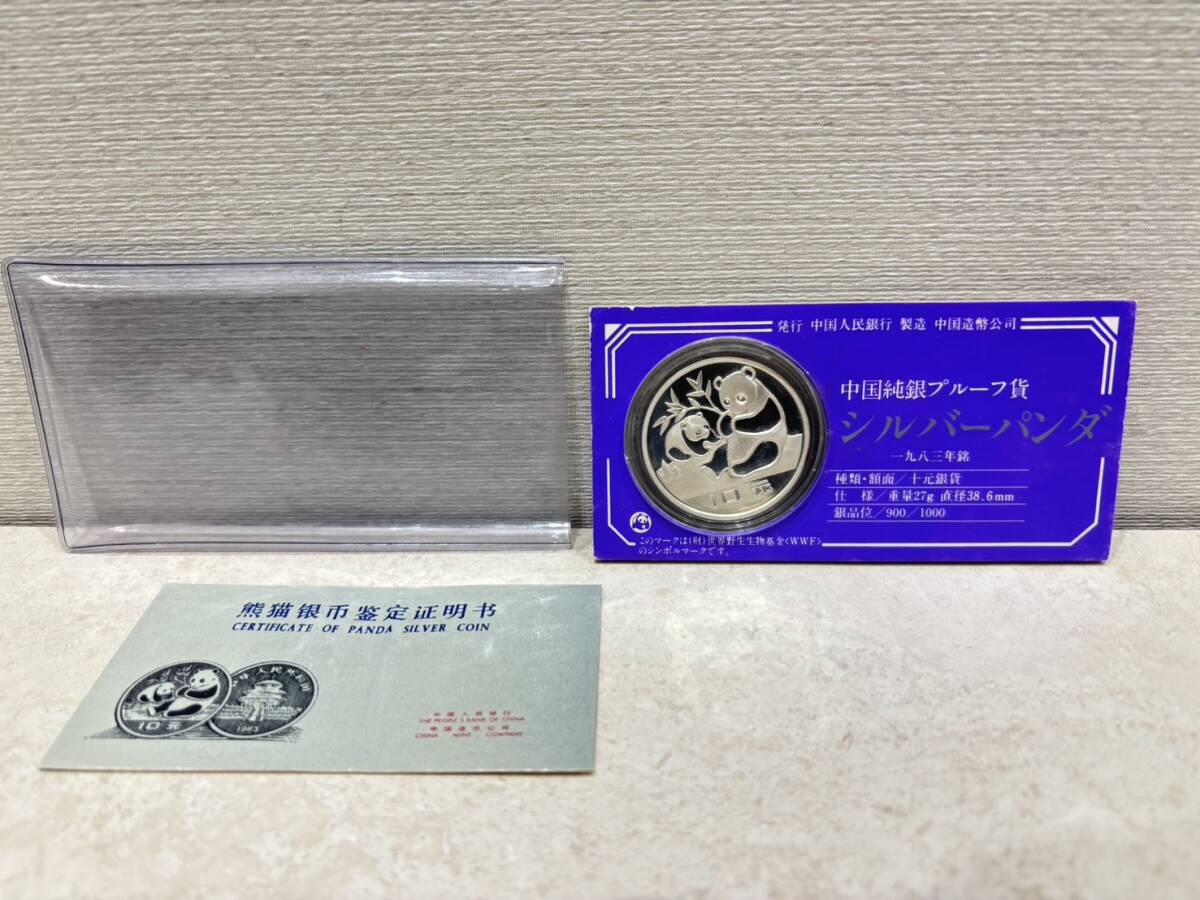 発行 中国人民銀行 製造 中国造幣公司
中国純銀プルーフ貨
シルバーパンダ
一九八三年銘
種類・額面/十元銀貨
仕 様/重量27g 直径38.6mm
銀品位/900/1000
このマークは(財)世界野生生物基金〈WWF〉
のシンボルマークです。
10元
熊猫银币鉴定证明书
CERTIFICATE OF PANDA SILVER COIN
10元
1983
中国人民银行
THE PEOPLE'S BANK OF CHINA
中国造币公司
CHINA MINT COMPANY